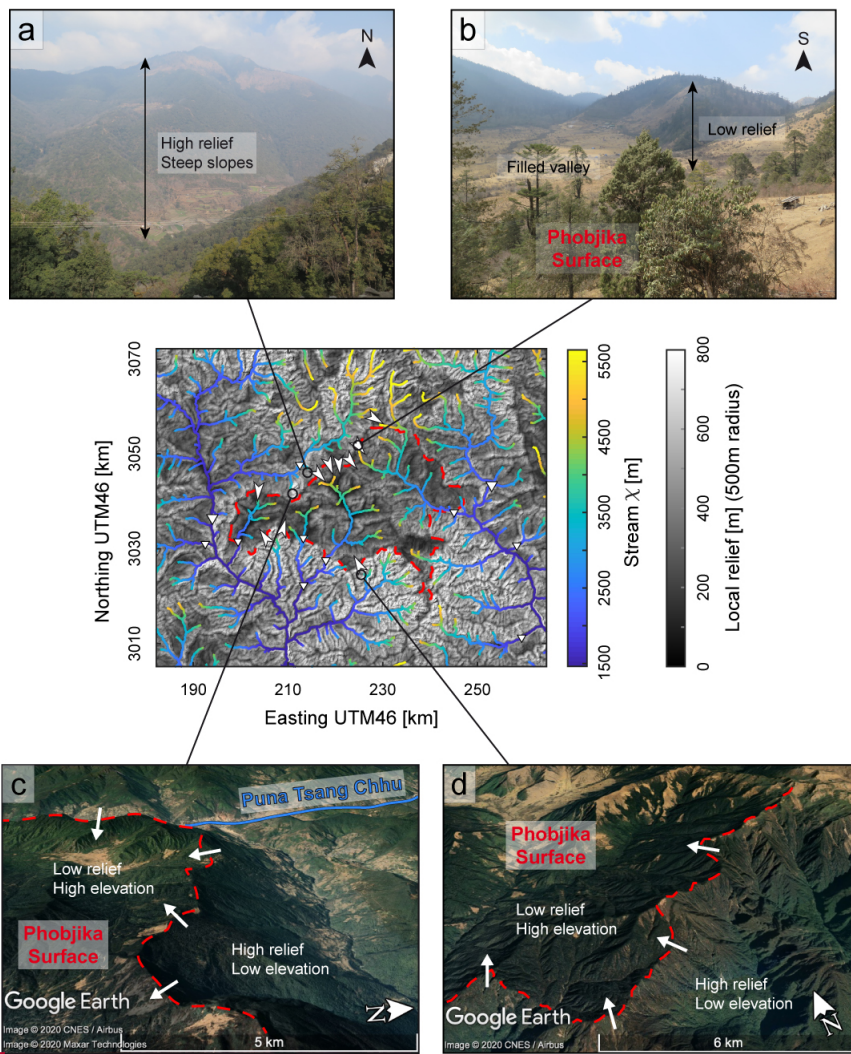 a
N
High relief
Steep slopes
b
S
Low relief
Filled valley
Phobjika
Surface
3070
3050
3030
3010
Northing UTM46 [km]
190
210
230
250
Easting UTM46 [km]
5500
4500
3500
2500
1500
Stream χ [m]
800
600
400
200
0
Local relief [m] (500m radius)
c
Puna Tsang Chhu
Low relief
High elevation
Phobjika
Surface
High relief
Low elevation
N
Google Earth
Image © 2020 CNES / Airbus
Image © 2020 Maxar Technologies
5 km
d
Phobjika
Surface
Low relief
High elevation
High relief
Low elevation
N
Google Earth
Image © 2020 CNES / Airbus
6 km